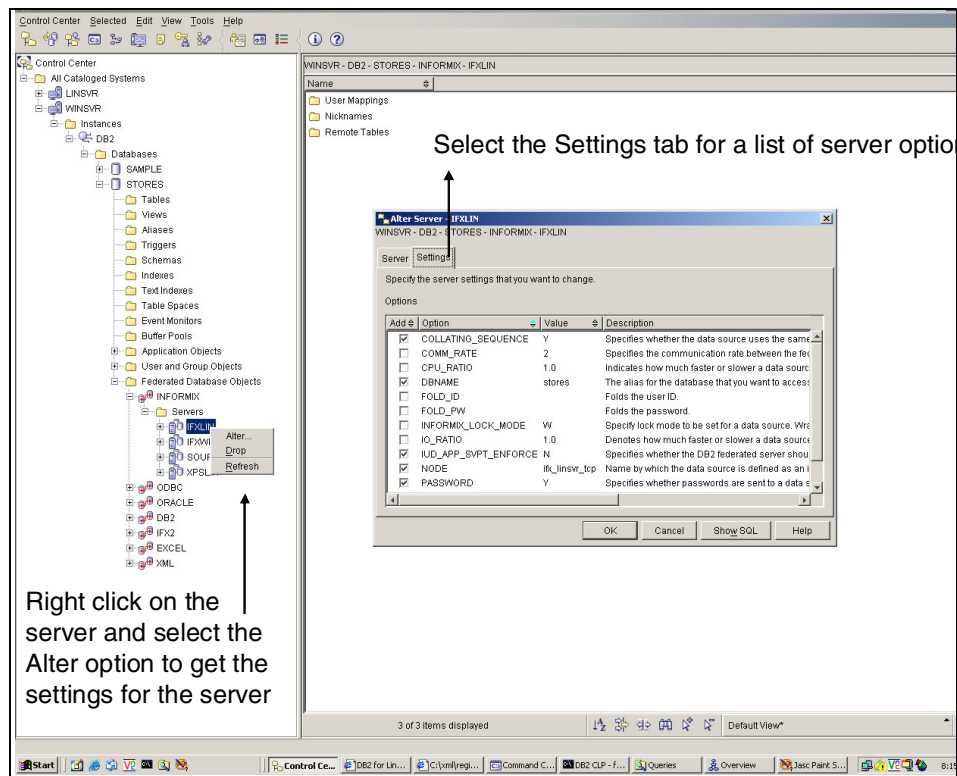 Control Center Selected Edit View Tools Help
Control Center
All Cataloged Systems
LINSVR
WINSVR
Instances
DB2
Databases
SAMPLE
STORES
Tables
Views
Aliases
Triggers
Schemas
Indexes
Text Indexes
Table Spaces
Event Monitors
Buffer Pools
Application Objects
User and Group Objects
Federated Database Objects
INFORMIX
Servers
IFXLIN
IFXWI
SOUR
XPSL
ODBC
ORACLE
DB2
IFX2
EXCEL
XML
Alter...
Drop
Refresh
Right click on the
server and select the
Alter option to get the
settings for the server
WINSVR - DB2 - STORES - INFORMIX - IFXLIN
Name
User Mappings
Nicknames
Remote Tables
Select the Settings tab for a list of server optio
Alter Server - IFXLIN
WINSVR - DB2 - STORES - INFORMIX - IFXLIN
Server Settings
Specify the server settings that you want to change.
Options
Add Option Value Description
COLLATING_SEQUENCE Y Specifies whether the data source uses the same
COMM_RATE 2 Specifies the communication rate between the fe
CPU_RATIO 1.0 Indicates how much faster or slower a data sourc
DBNAME stores The alias for the database that you want to access
FOLD_ID Folds the user ID.
FOLD_PW Folds the password.
INFORMIX_LOCK_MODE W Specify lock mode to be set for a data source. Wra
IO_RATIO 1.0 Denotes how much faster or slower a data source
IUD_APP_SVPT_ENFORCE N Specifies whether the DB2 federated server shou
NODE ifx_linsvr_tcp Name by which the data source is defined as an i
PASSWORD Y Specifies whether passwords are sent to a data s
OK Cancel Show SQL Help
3 of 3 items displayed Default View*
Start Control Ce... DB2 for Lin... C:\xml\regi... Command C... DB2 CLP - f... Queries Overview Jasc Paint S... 8:15